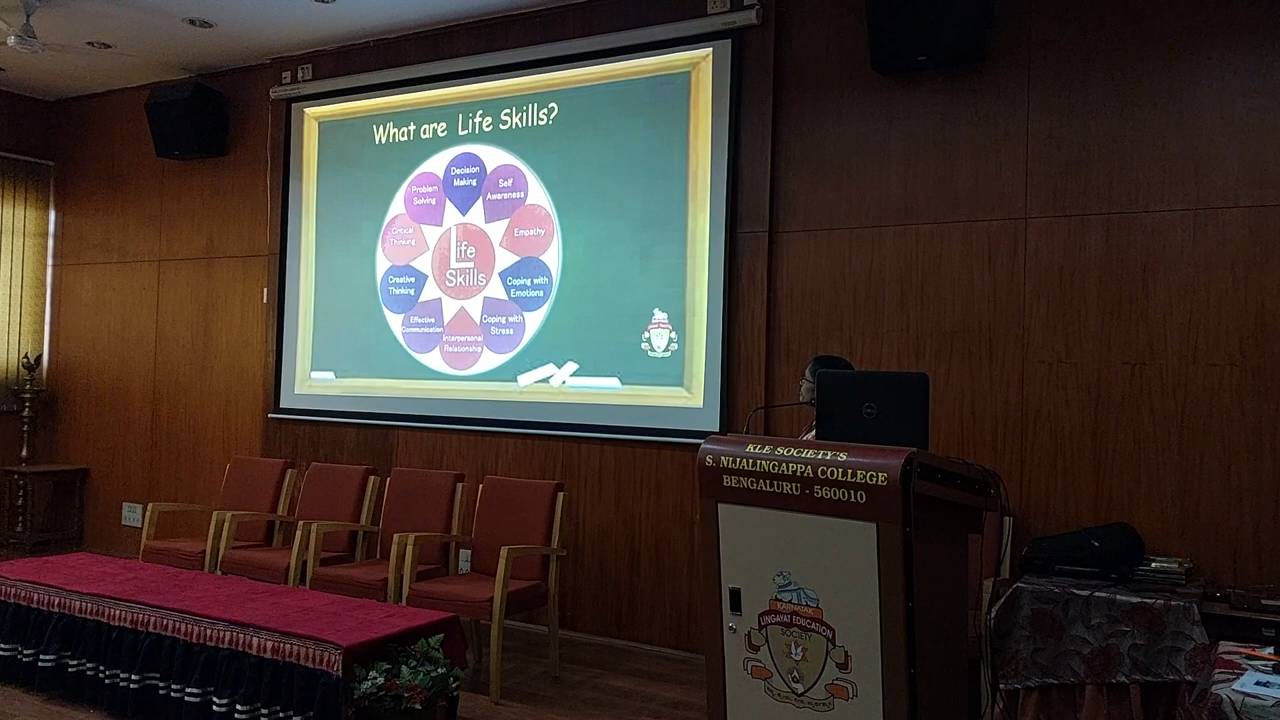 What are Life Skills?
Decision
Making
Self
Awareness
Empathy
Coping with
Emotions
Coping with
Stress
Interpersonal
Relationship
Effective
Communication
Creative
Thinking
Critical
Thinking
Problem
Solving
Life
Skills
KLE SOCIETY'S
S. NIJALINGAPPA COLLEGE
BENGALURU - 560010
KARNATAK
LINGAYAT EDUCATION
SOCIETY
DELL